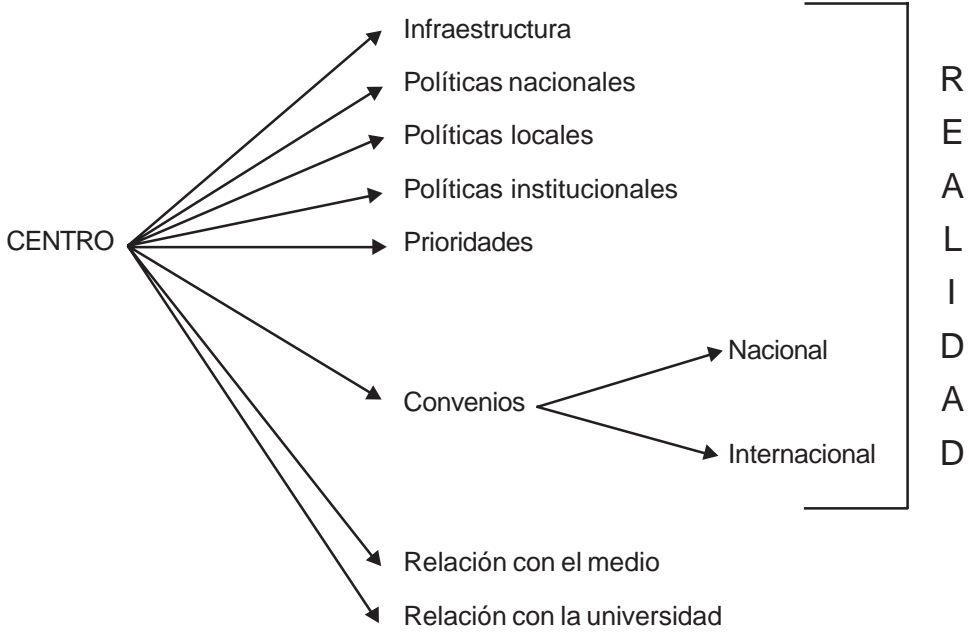 Infraestructura
Políticas nacionales
Políticas locales
Políticas institucionales
CENTRO
Prioridades
Nacional
Convenios
Internacional
Relación con el medio
Relación con la universidad
R
E
A
L
I
D
A
D